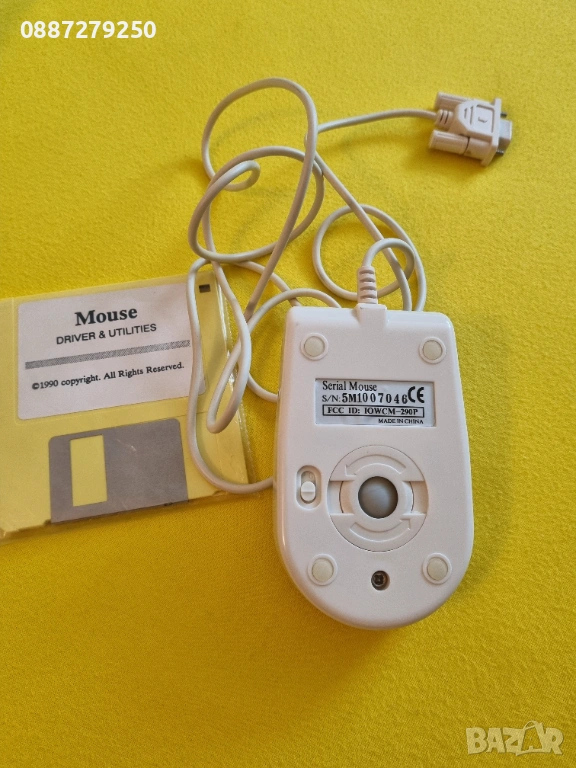 0887279250
Mouse
DRIVER & UTILITIES
©1990 copyright. All Rights Reserved.
Serial Mouse
S/N: 5M1007046 CE
FCC ID: IOWCM-290P
MADE IN CHINA
BAZAR